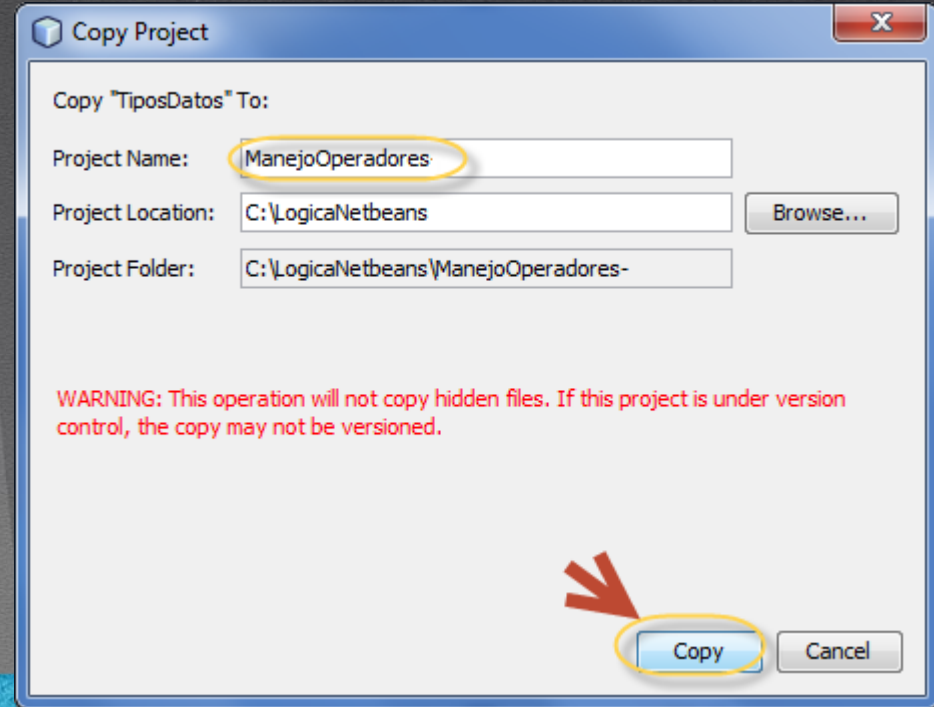 Copy Project
Copy "TiposDatos" To:
Project Name: ManejoOperadores-
Project Location: C:\LogicaNetbeans Browse...
Project Folder: C:\LogicaNetbeans\ManejoOperadores-
WARNING: This operation will not copy hidden files. If this project is under version
control, the copy may not be versioned.
Copy Cancel